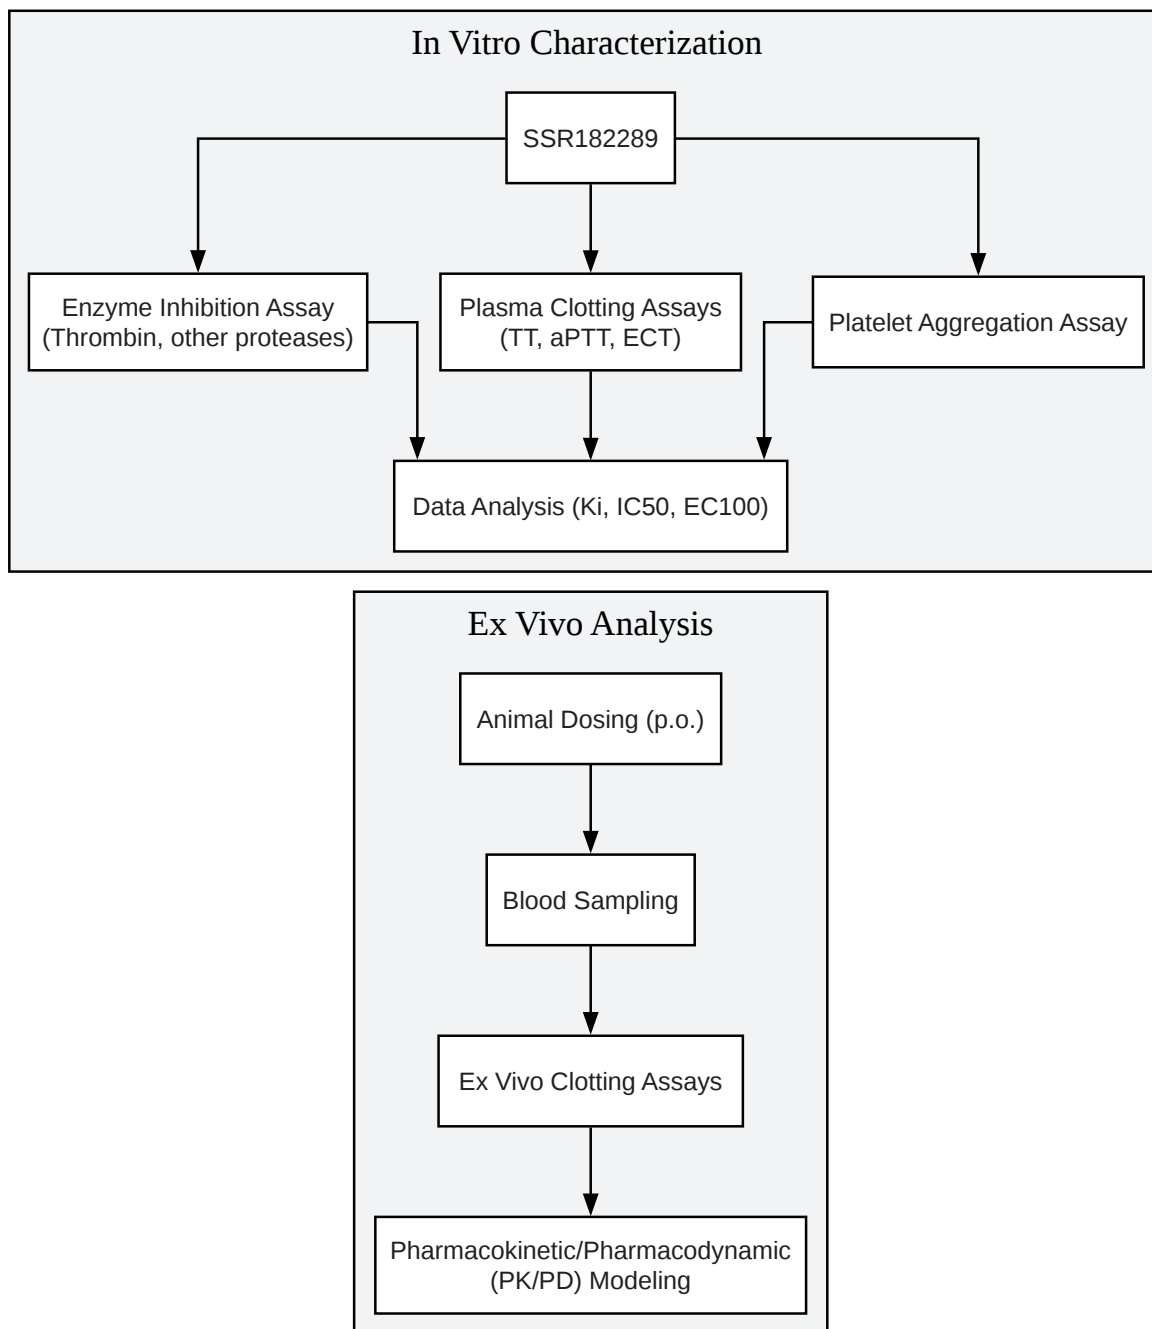 In Vitro Characterization
SSR182289
Enzyme Inhibition Assay
(Thrombin, other proteases)
Plasma Clotting Assays
(TT, aPTT, ECT)
Platelet Aggregation Assay
Data Analysis (Ki, IC50, EC100)
Ex Vivo Analysis
Animal Dosing (p.o.)
Blood Sampling
Ex Vivo Clotting Assays
Pharmacokinetic/Pharmacodynamic
(PK/PD) Modeling